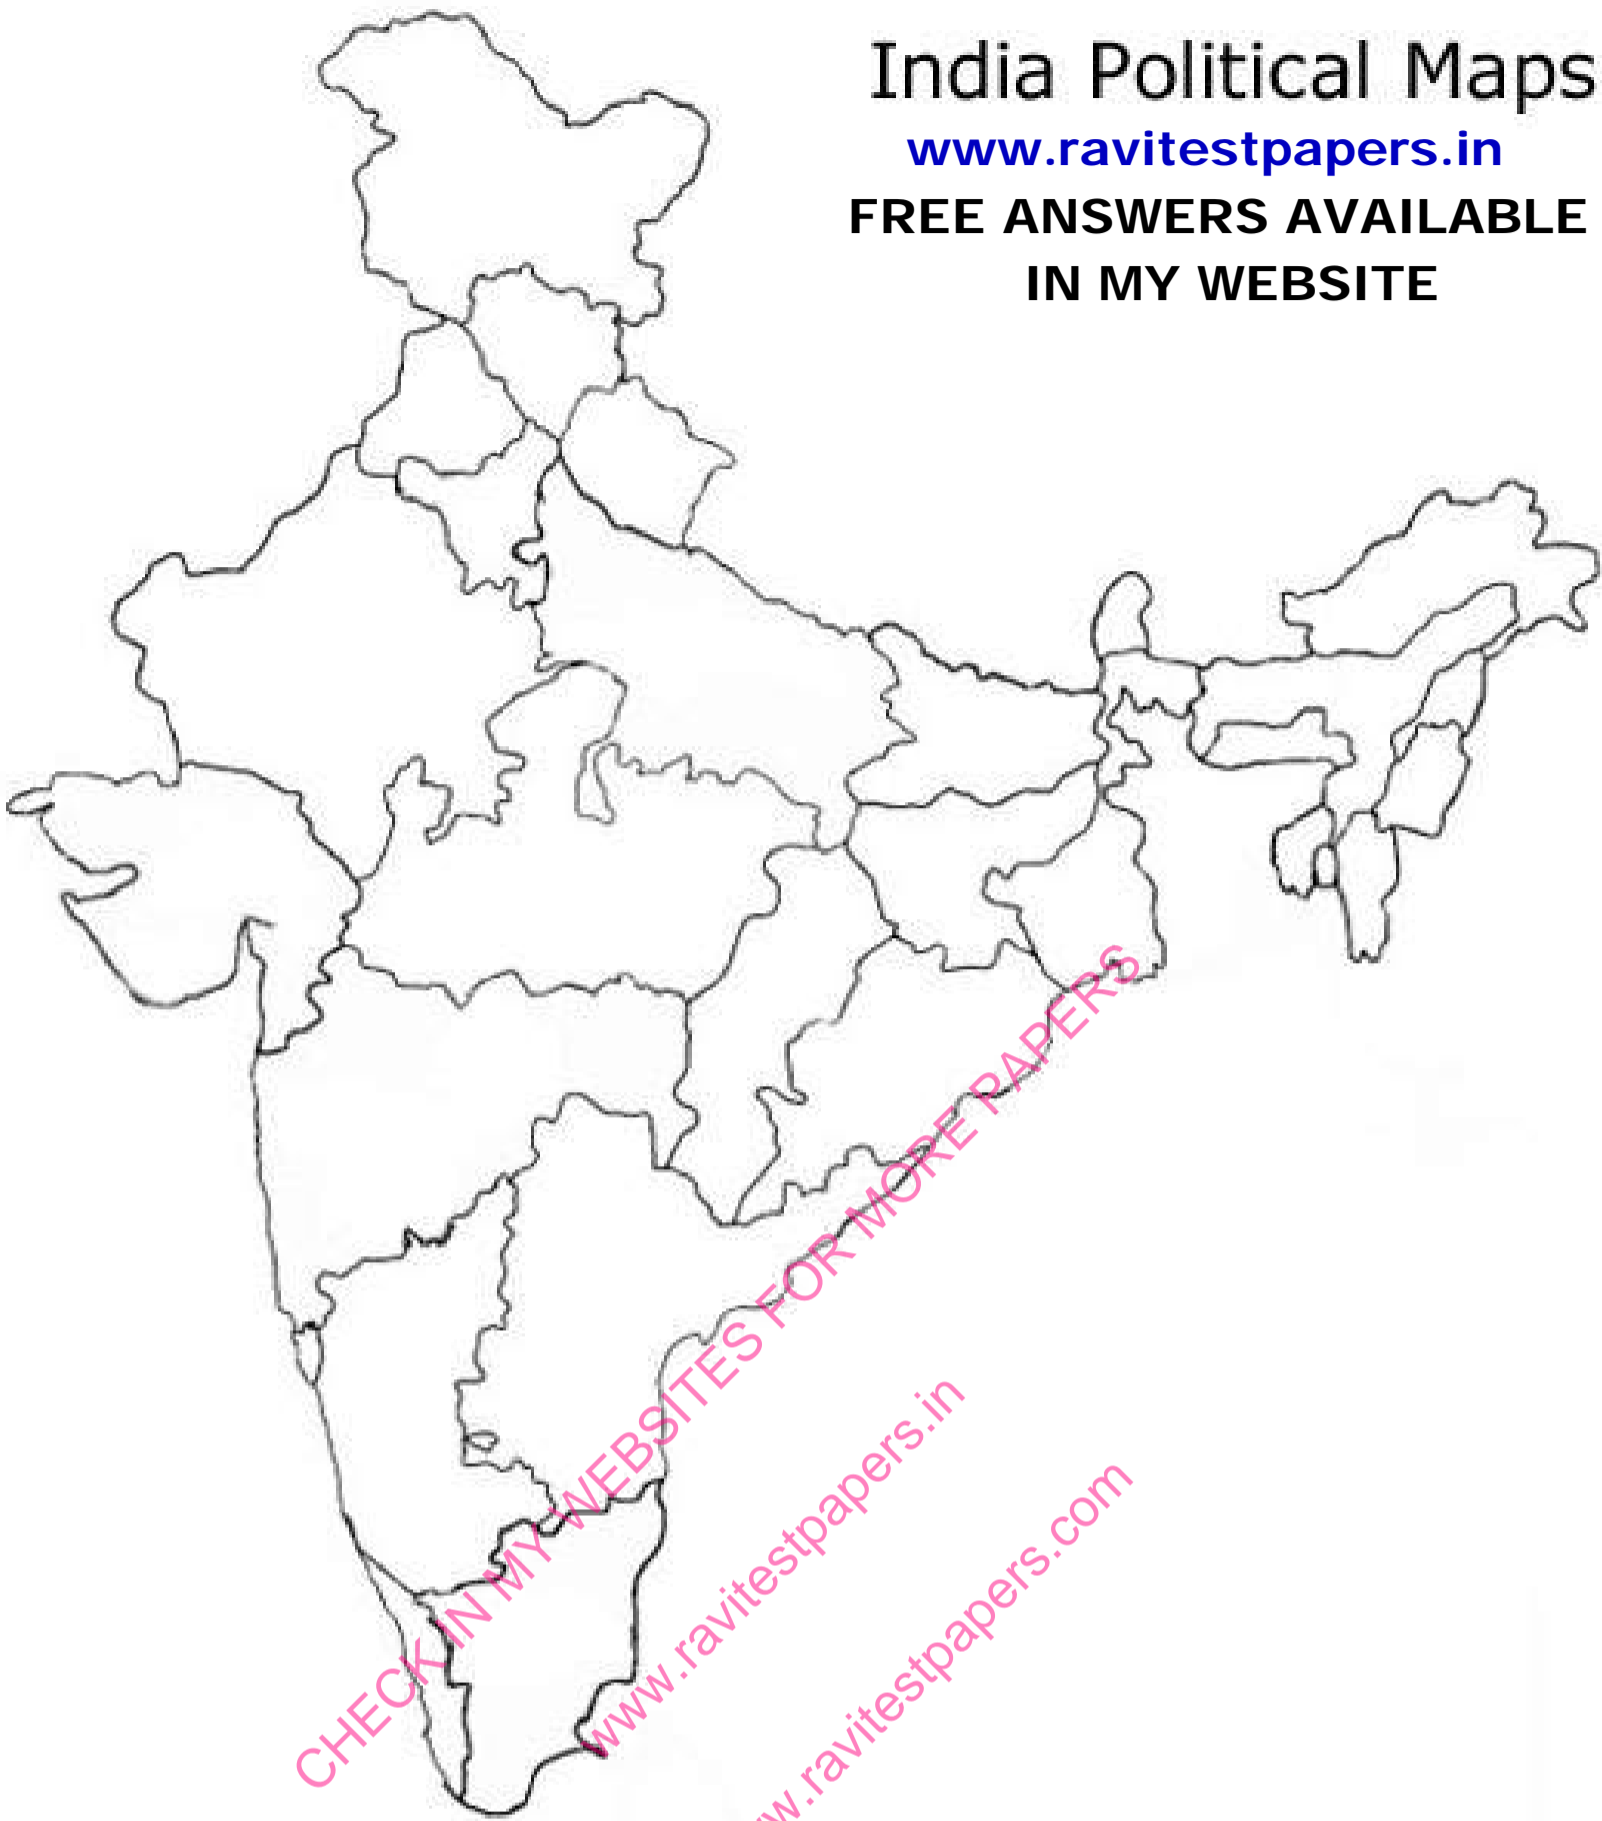 India Political Maps
www.ravitestpapers.in
FREE ANSWERS AVAILABLE
IN MY WEBSITE
CHECK IN MY WEBSITES FOR MORE PAPERS
www.ravitestpapers.in
w.ravitestpapers.com